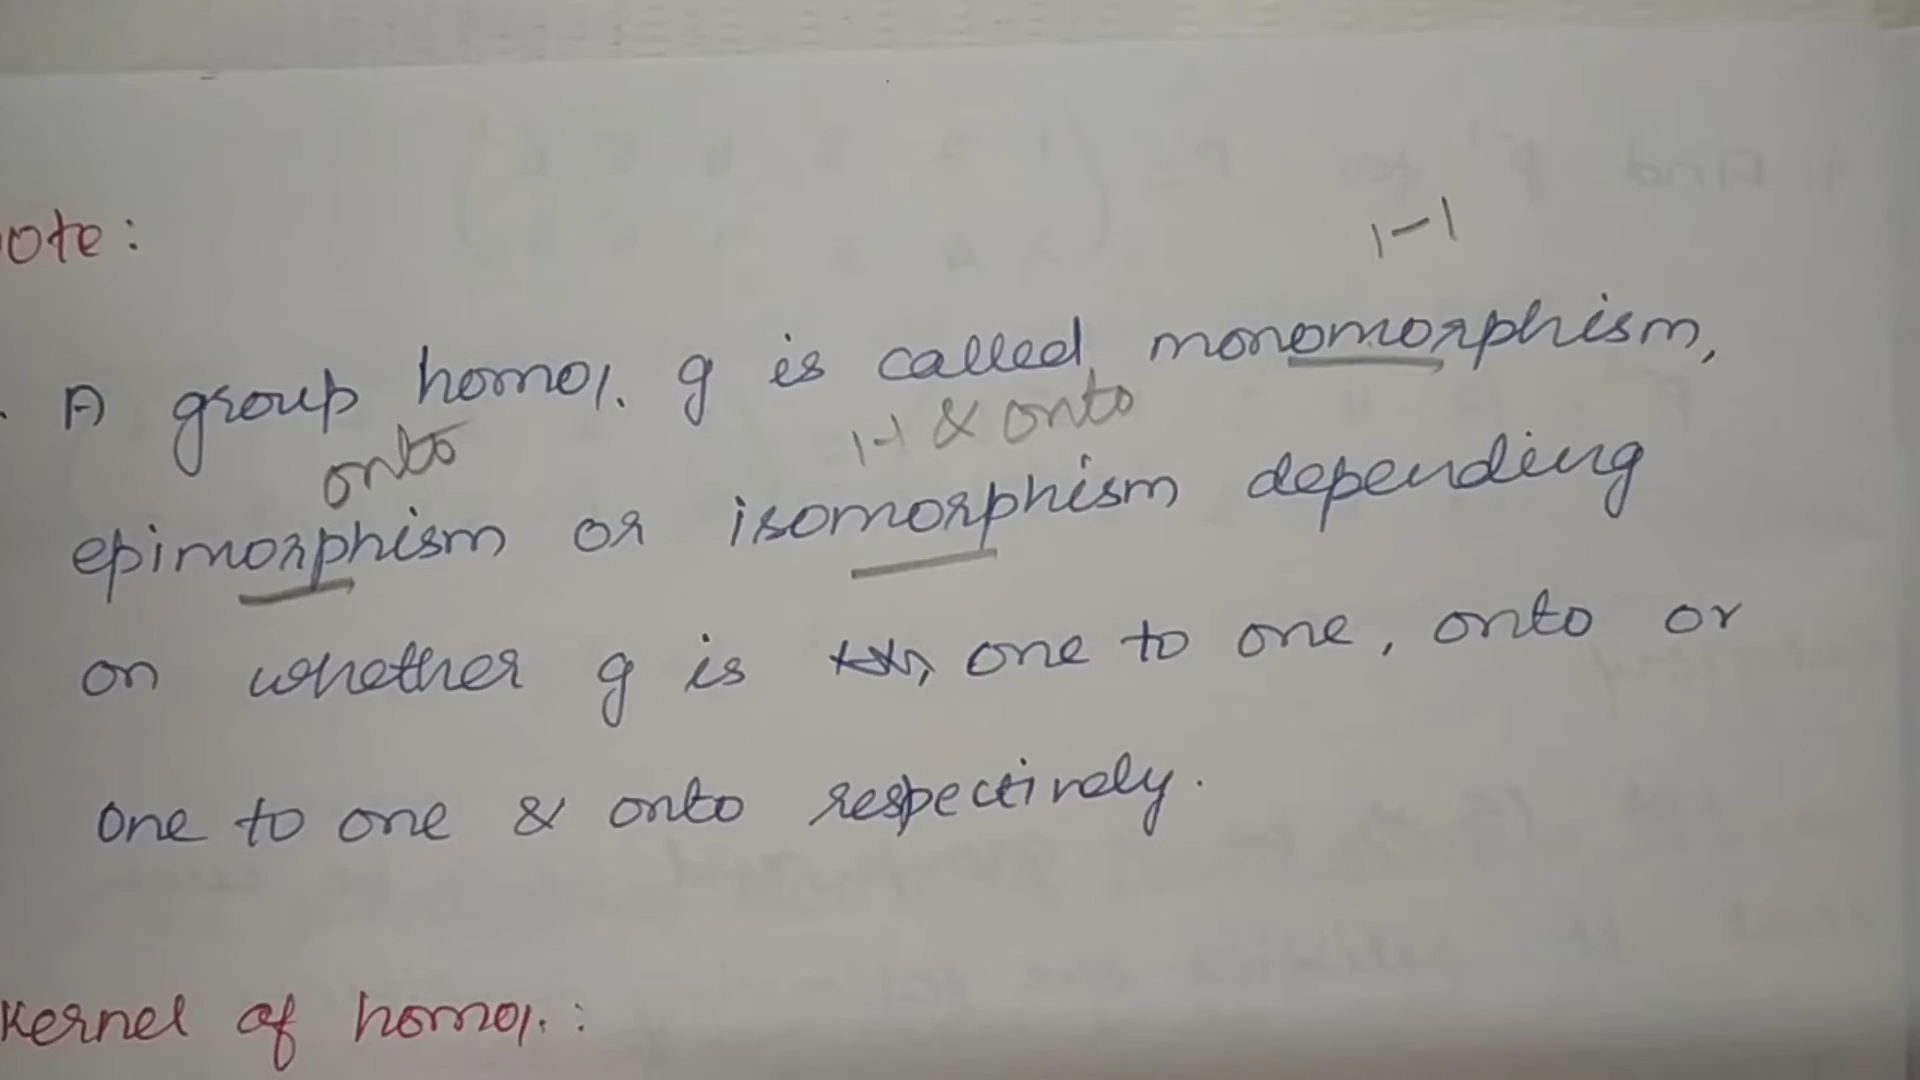 ote:
1-1
A group homo/. g is called monomorphism,
onto 1-1 & onto
epimorphism or isomorphism depending
on whether g is one to one, onto or
one to one & onto respectively.
Kernel of homo/. :